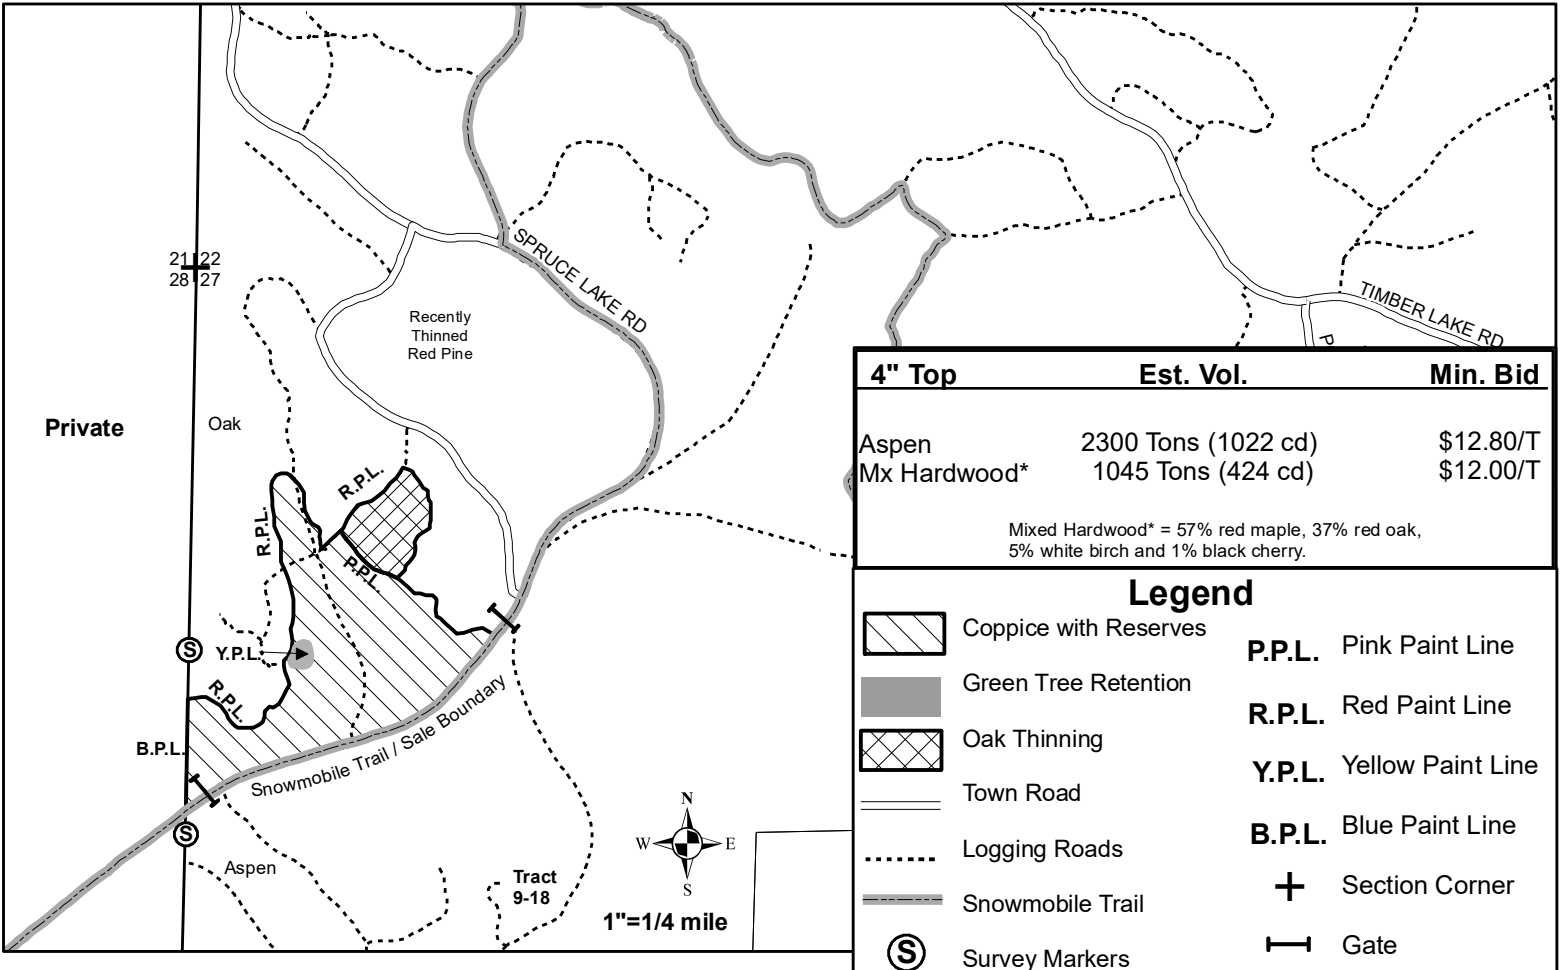 21 22
28 27
SPRUCE LAKE RD
TIMBER LAKE RD
P
Recently
Thinned
Red Pine
Private
Oak
R.P.L.
R.P.L.
P.P.L.
S
Y.P.L.
R.P.L.
B.P.L.
Snowmobile Trail / Sale Boundary
S
Aspen
Tract
9-18
N
W E
S
1"=1/4 mile
4" Top Est. Vol. Min. Bid
Aspen 2300 Tons (1022 cd) $12.80/T
Mx Hardwood* 1045 Tons (424 cd) $12.00/T
Mixed Hardwood* = 57% red maple, 37% red oak,
5% white birch and 1% black cherry.
Legend
Coppice with Reserves
Green Tree Retention
Oak Thinning
Town Road
Logging Roads
Snowmobile Trail
S Survey Markers
P.P.L. Pink Paint Line
R.P.L. Red Paint Line
Y.P.L. Yellow Paint Line
B.P.L. Blue Paint Line
Section Corner
Gate